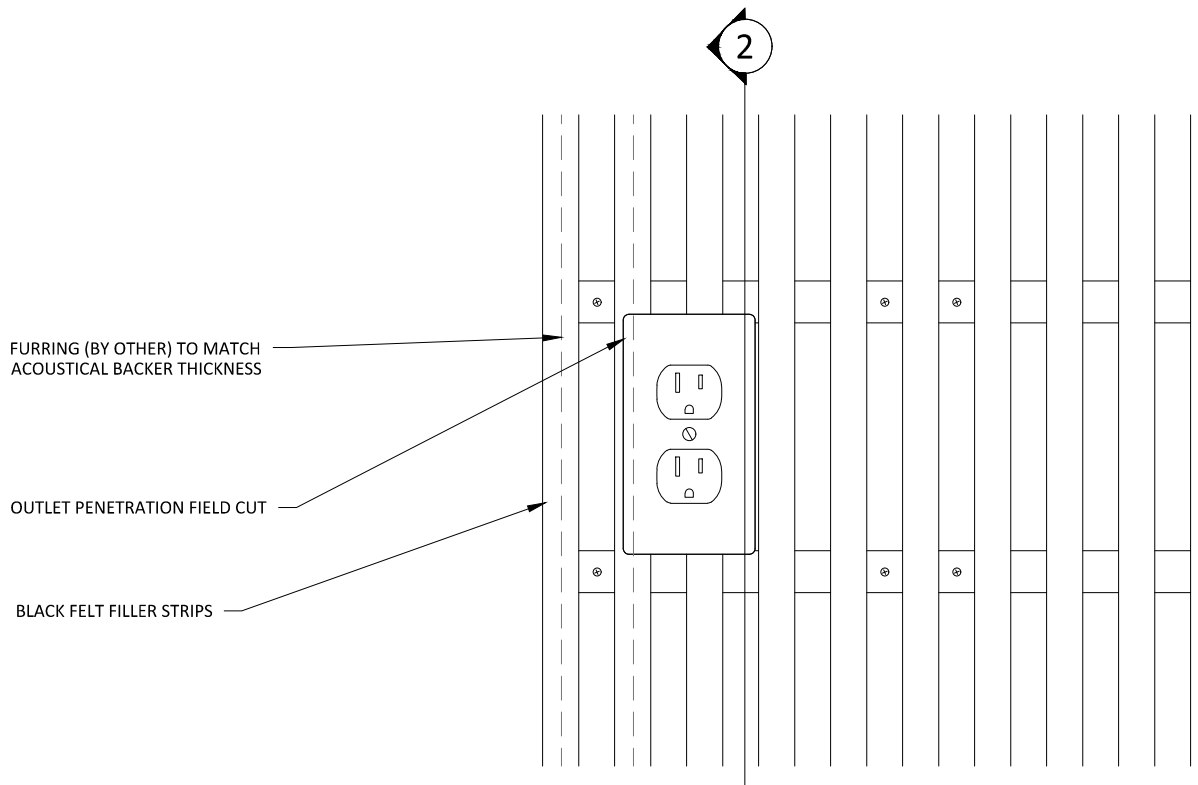 2
FURRING (BY OTHER) TO MATCH
ACOUSTICAL BACKER THICKNESS
OUTLET PENETRATION FIELD CUT
BLACK FELT FILLER STRIPS